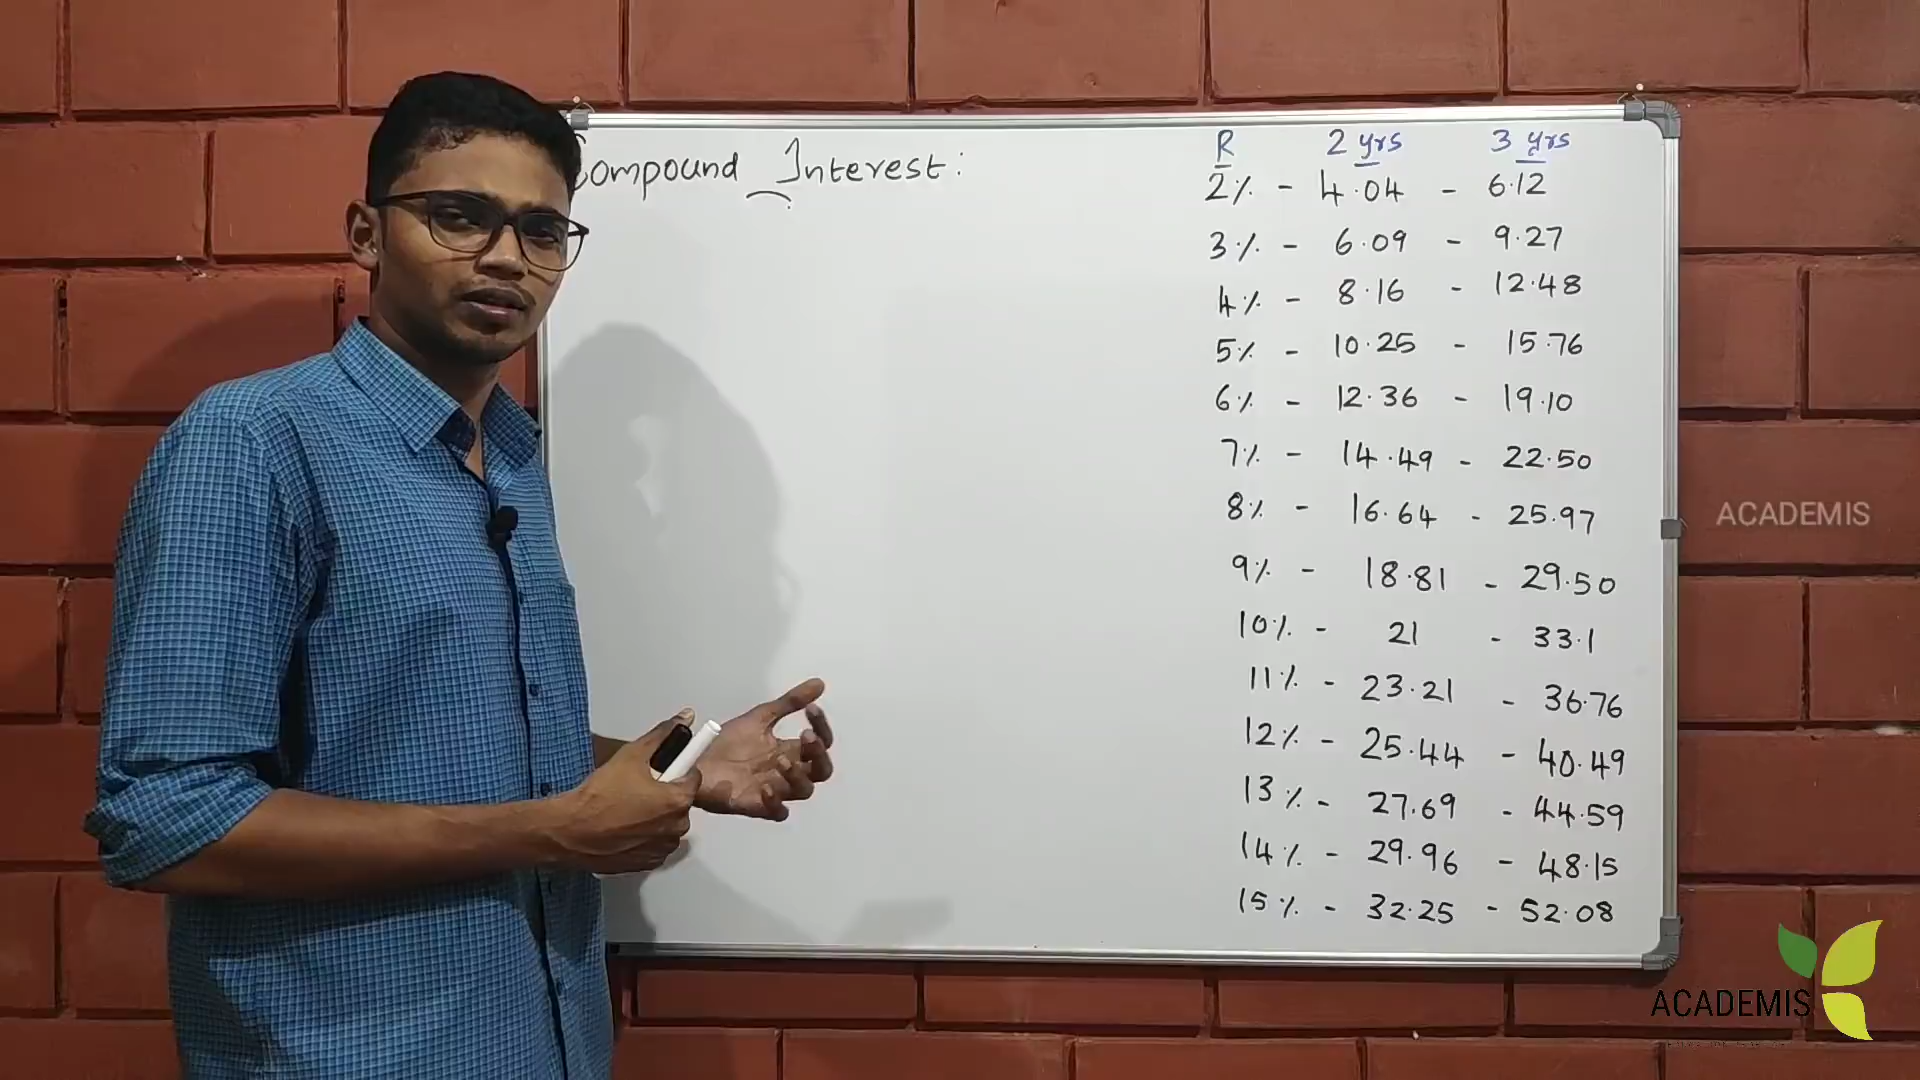 Compound Interest:
R 2 yrs 3 yrs
2% - 4.04 - 6.12
3% - 6.09 - 9.27
4% - 8.16 - 12.48
5% - 10.25 - 15.76
6% - 12.36 - 19.10
7% - 14.49 - 22.50
8% - 16.64 - 25.97
9% - 18.81 - 29.50
10% - 21 - 33.1
11% - 23.21 - 36.76
12% - 25.44 - 40.49
13% - 27.69 - 44.59
14% - 29.96 - 48.15
15% - 32.25 - 52.08
ACADEMIS
ACADEMIS